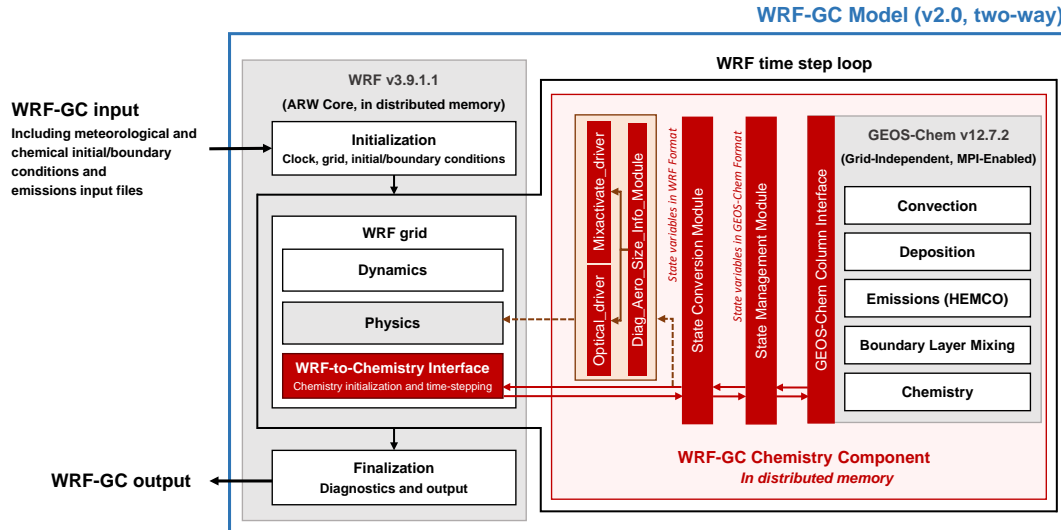 WRF-GC Model (v2.0, two-way)
WRF time step loop
WRF v3.9.1.1
(ARW Core, in distributed memory)
WRF-GC input
Including meteorological and
chemical initial/boundary
conditions and
emissions input files
Initialization
Clock, grid, initial/boundary conditions
WRF grid
Dynamics
Physics
WRF-to-Chemistry Interface
Chemistry initialization and time-stepping
Finalization
Diagnostics and output
WRF-GC output
Mixactivate_driver
Optical_driver
Diag_Aero_Size_Info_Module
State variables in WRF Format
State Conversion Module
State variables in GEOS-Chem Format
State Management Module
GEOS-Chem Column Interface
GEOS-Chem v12.7.2
(Grid-Independent, MPI-Enabled)
Convection
Deposition
Emissions (HEMCO)
Boundary Layer Mixing
Chemistry
WRF-GC Chemistry Component
In distributed memory